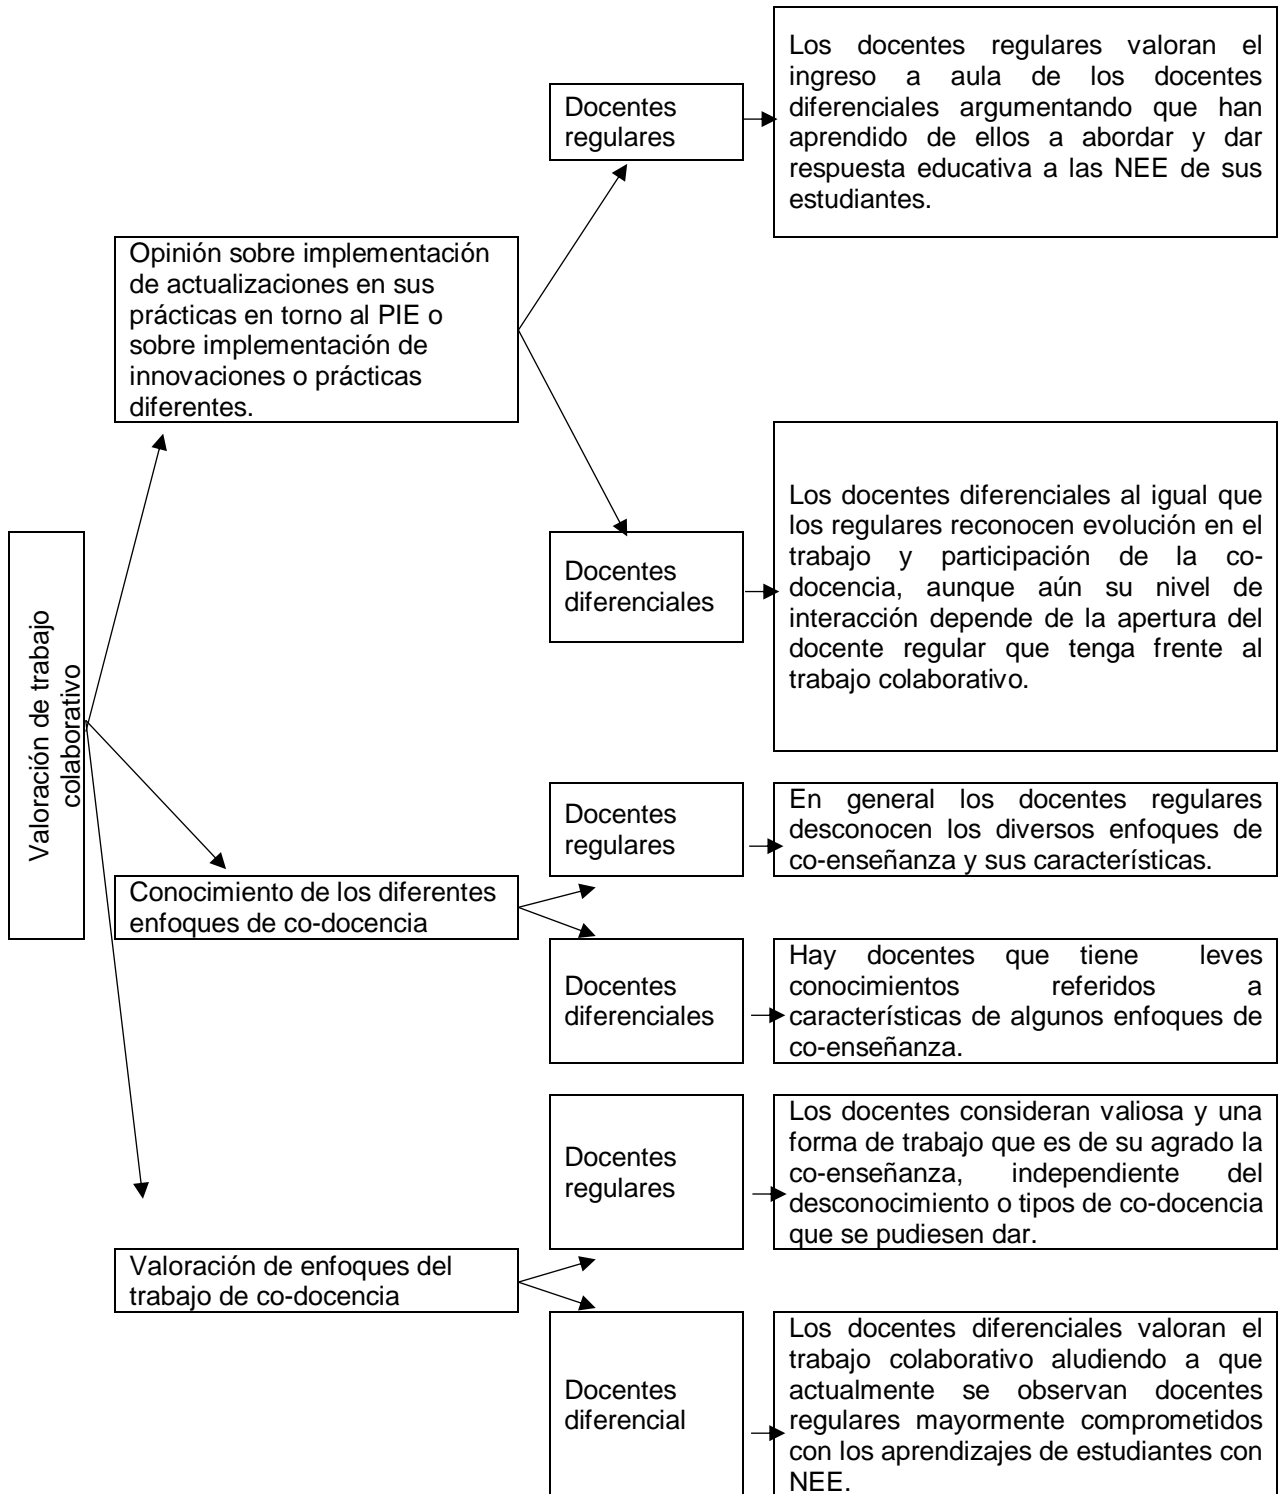 Valoración de trabajo
colaborativo
Opinión sobre implementación
de actualizaciones en sus
prácticas en torno al PIE o
sobre implementación de
innovaciones o prácticas
diferentes.
Docentes
regulares
Los docentes regulares valoran el
ingreso a aula de los docentes
diferenciales argumentando que han
aprendido de ellos a abordar y dar
respuesta educativa a las NEE de sus
estudiantes.
Docentes
diferenciales
Los docentes diferenciales al igual que
los regulares reconocen evolución en el
trabajo y participación de la co-
docencia, aunque aún su nivel de
interacción depende de la apertura del
docente regular que tenga frente al
trabajo colaborativo.
Conocimiento de los diferentes
enfoques de co-docencia
Docentes
regulares
En general los docentes regulares
desconocen los diversos enfoques de
co-enseñanza y sus característícas.
Docentes
diferenciales
Hay docentes que tiene leves
conocimientos referidos a
características de algunos enfoques de
co-enseñanza.
Valoración de enfoques del
trabajo de co-docencia
Docentes
regulares
Los docentes consideran valiosa y una
forma de trabajo que es de su agrado la
co-enseñanza, independiente del
desconocimiento o tipos de co-docencia
que se pudiesen dar.
Docentes
diferencial
Los docentes diferenciales valoran el
trabajo colaborativo aludiendo a que
actualmente se observan docentes
regulares mayormente comprometidos
con los aprendizajes de estudiantes con
NEE.